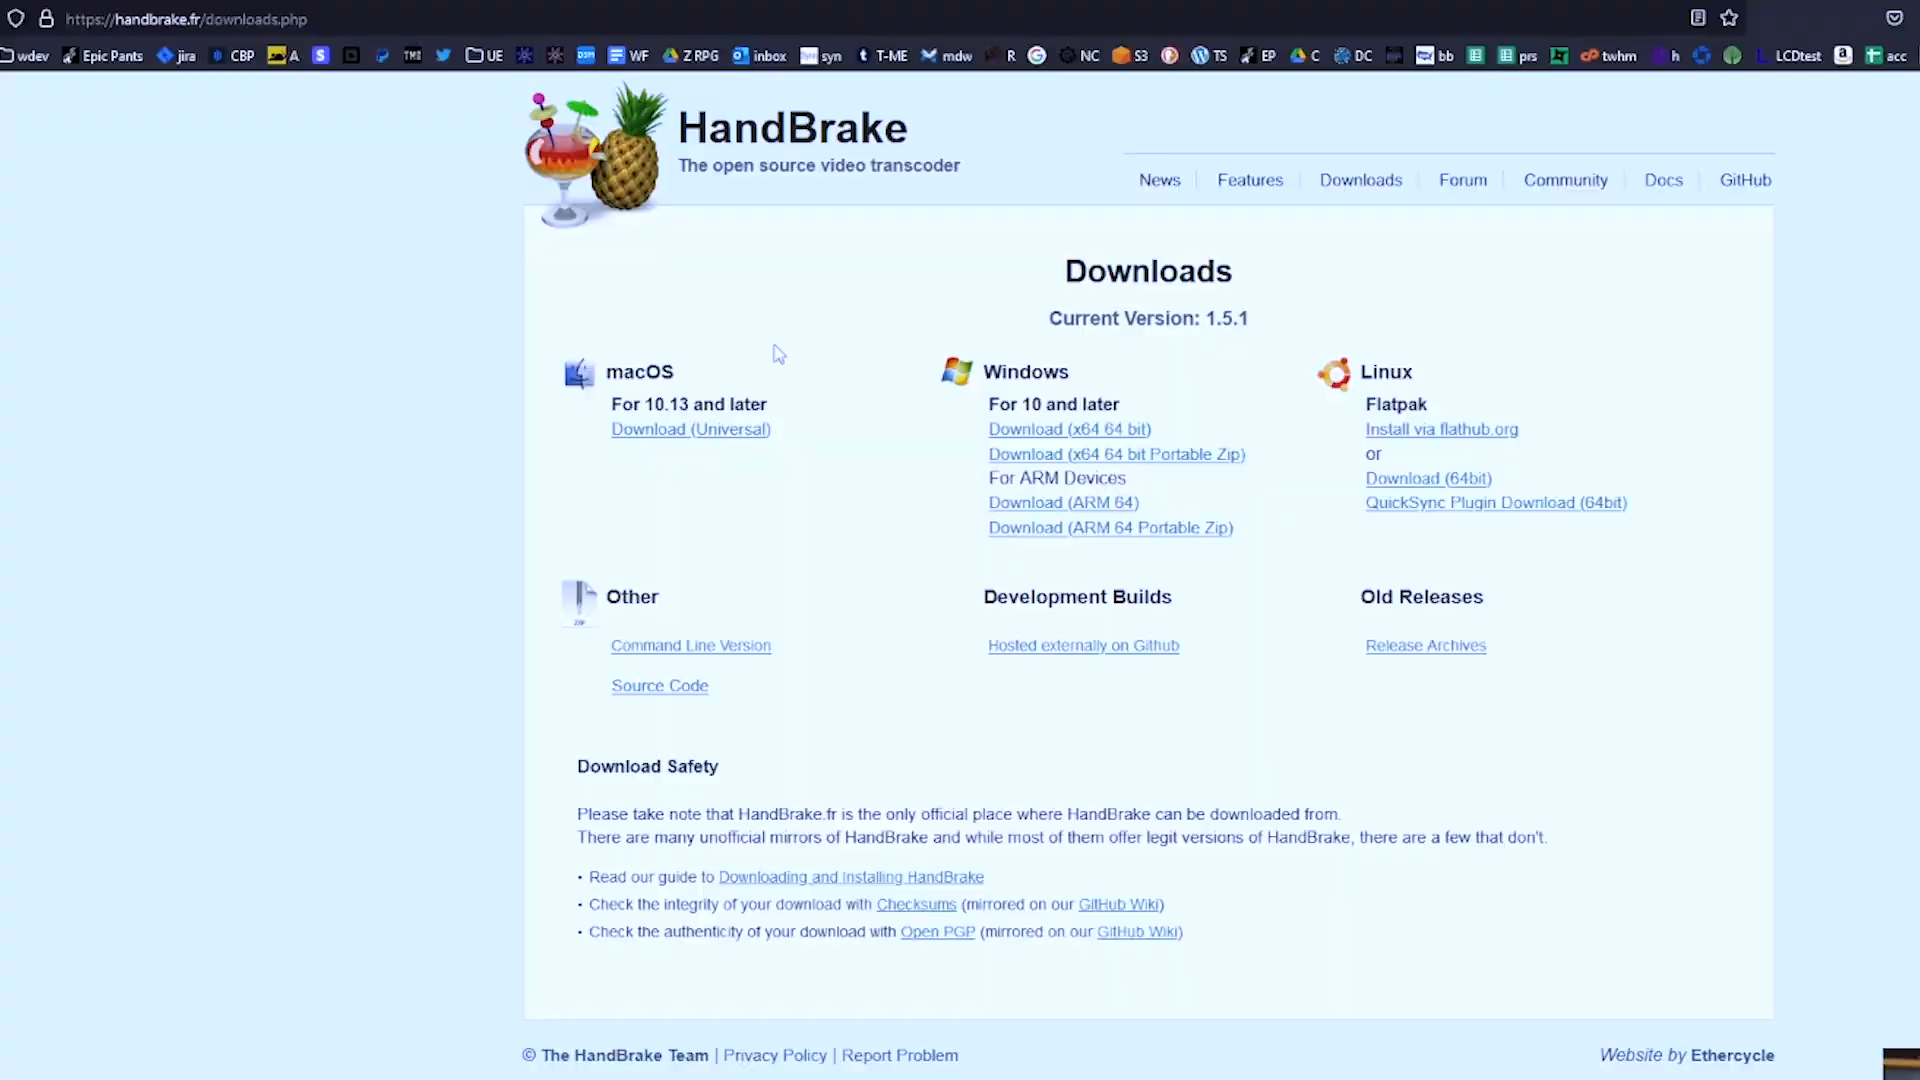 https://handbrake.fr/downloads.php
wdev Epic Pants jira CBP A TMI UE DSM WF Z RPG inbox syn T-ME mdw R NC S3 TS EP C DC bb prs twhm h LCDtest acc
HandBrake
The open source video transcoder
News Features Downloads Forum Community Docs GitHub
Downloads
Current Version: 1.5.1
macOS
For 10.13 and later
Download (Universal)
Windows
For 10 and later
Download (x64 64 bit)
Download (x64 64 bit Portable Zip)
For ARM Devices
Download (ARM 64)
Download (ARM 64 Portable Zip)
Linux
Flatpak
Install via flathub.org
or
Download (64bit)
QuickSync Plugin Download (64bit)
ZIP
Other
Command Line Version
Source Code
Development Builds
Hosted externally on Github
Old Releases
Release Archives
Download Safety
Please take note that HandBrake.fr is the only official place where HandBrake can be downloaded from.
There are many unofficial mirrors of HandBrake and while most of them offer legit versions of HandBrake, there are a few that don't.
• Read our guide to Downloading and Installing HandBrake
• Check the integrity of your download with Checksums (mirrored on our GitHub Wiki)
• Check the authenticity of your download with Open PGP (mirrored on our GitHub Wiki)
© The HandBrake Team | Privacy Policy | Report Problem
Website by Ethercycle